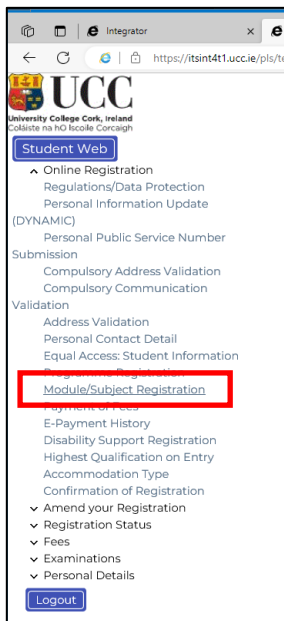 Integrator
https://itsint4t1.ucc.ie/pls/te
UCC
University College Cork, Ireland
Coláiste na hOllscoile Corcaigh
Student Web
Online Registration
Regulations/Data Protection
Personal Information Update
(DYNAMIC)
Personal Public Service Number
Submission
Compulsory Address Validation
Compulsory Communication
Validation
Address Validation
Personal Contact Detail
Equal Access: Student Information
Programme Registration
Module/Subject Registration
Payment of Fees
E-Payment History
Disability Support Registration
Highest Qualification on Entry
Accommodation Type
Confirmation of Registration
Amend your Registration
Registration Status
Fees
Examinations
Personal Details
Logout